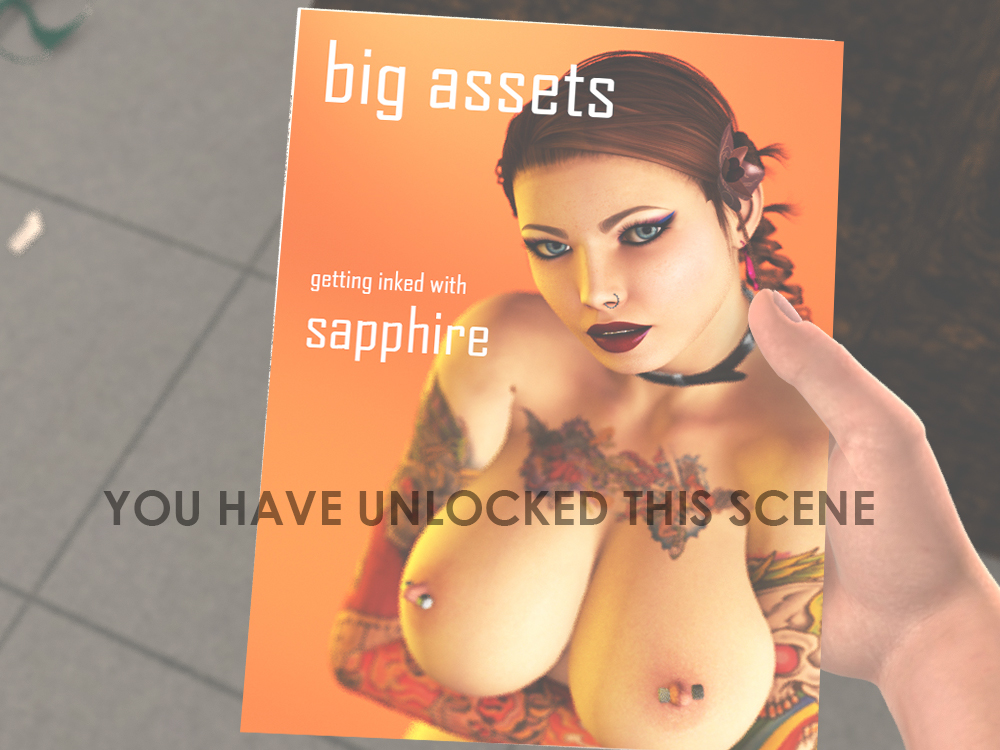 big assets
getting inked with
sapphire
YOU HAVE UNLOCKED THIS SCENE